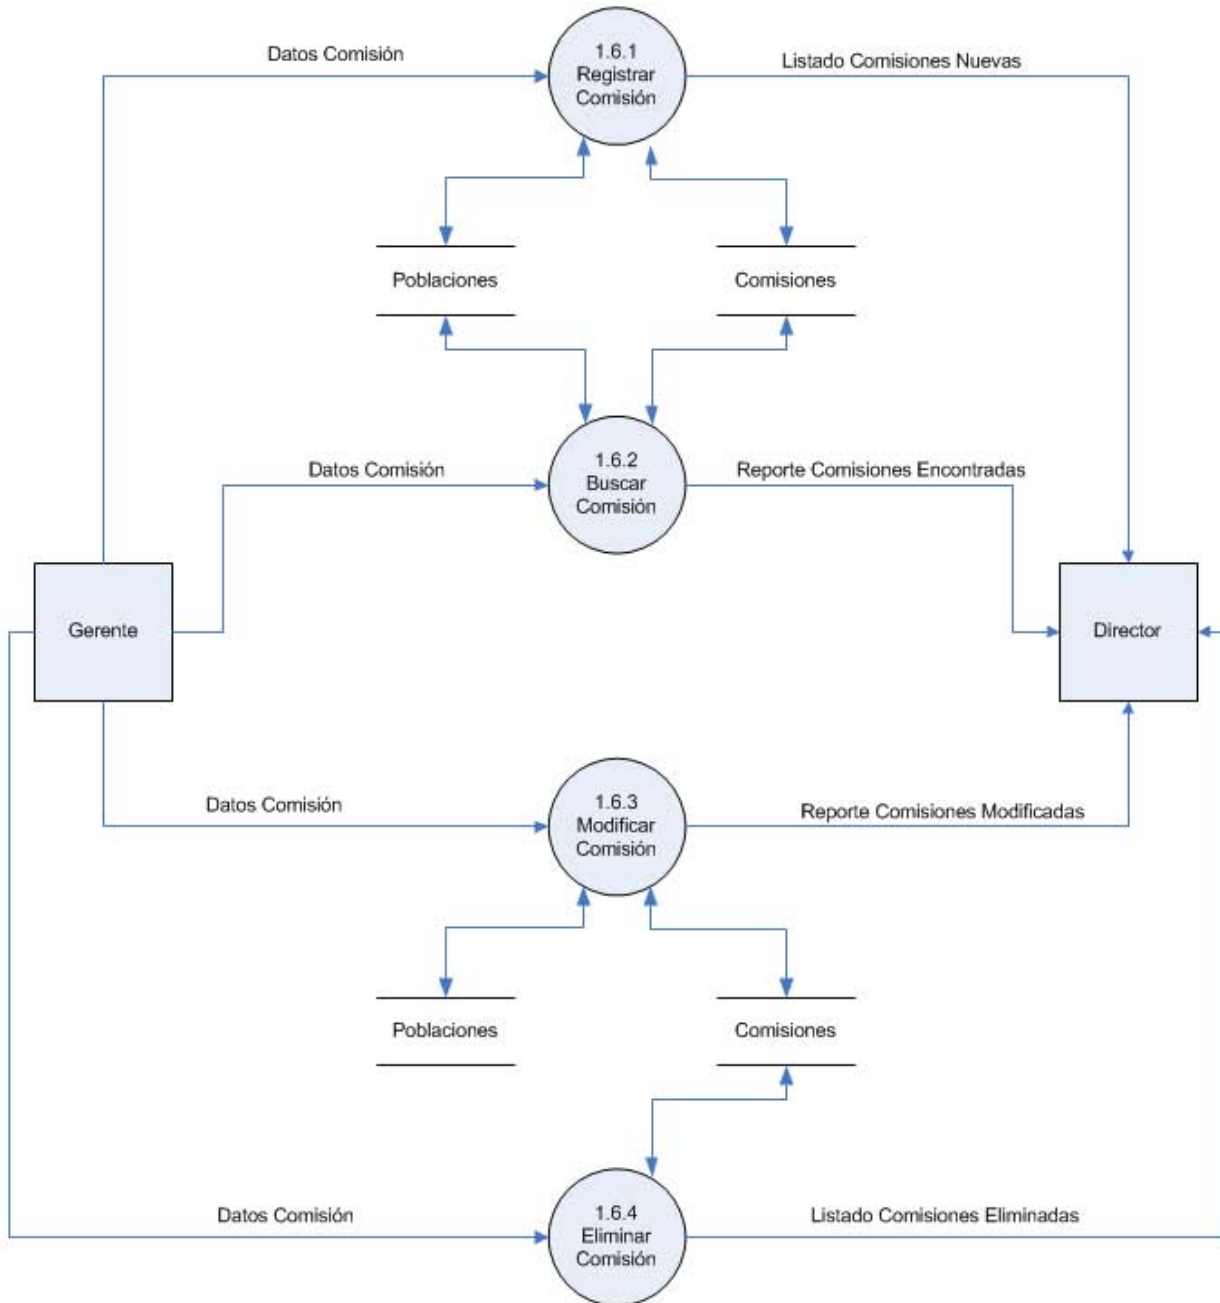 Datos Comisión
1.6.1
Registrar
Comisión
Listado Comisiones Nuevas
Poblaciones
Comisiones
Datos Comisión
1.6.2
Buscar
Comisión
Reporte Comisiones Encontradas
Gerente
Director
Datos Comisión
1.6.3
Modificar
Comisión
Reporte Comisiones Modificadas
Poblaciones
Comisiones
Datos Comisión
1.6.4
Eliminar
Comisión
Listado Comisiones Eliminadas